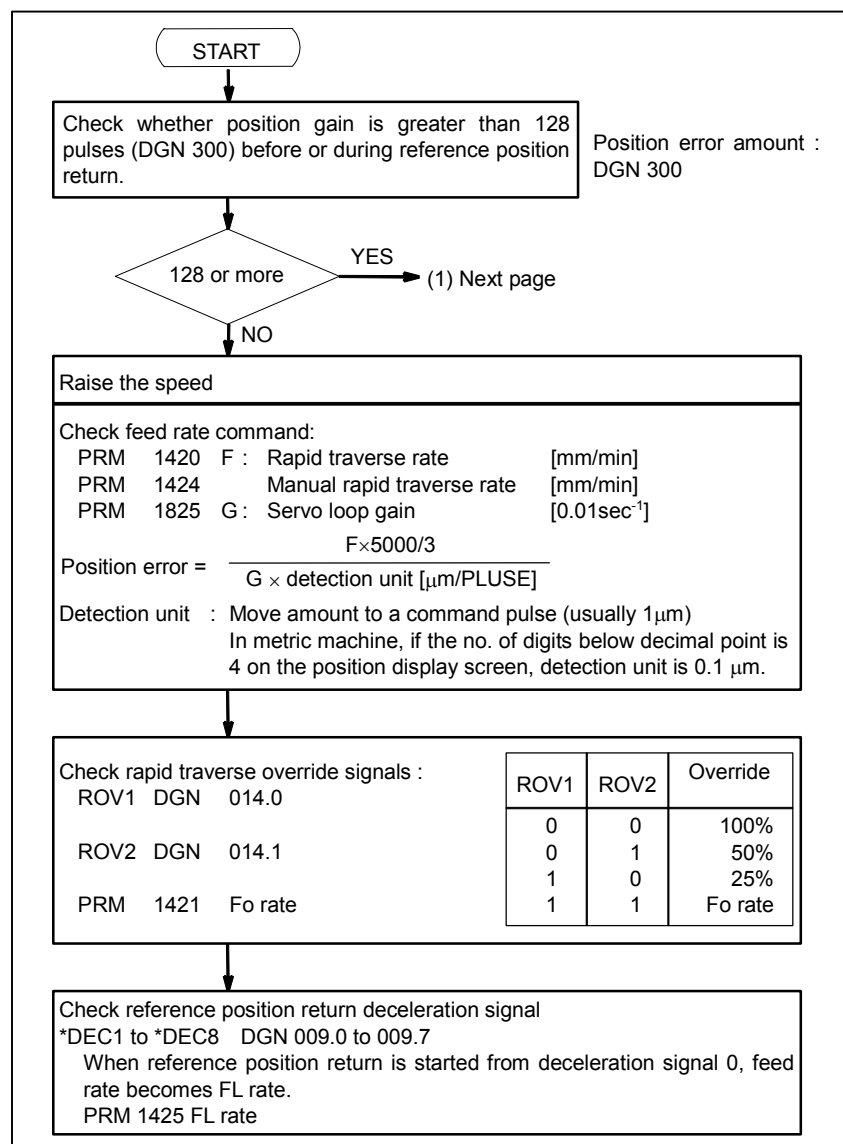 START
Check whether position gain is greater than 128
pulses (DGN 300) before or during reference position
return.
Position error amount :
DGN 300
128 or more
YES
(1) Next page
NO
Raise the speed
Check feed rate command:
PRM 1420 F : Rapid traverse rate [mm/min]
PRM 1424 Manual rapid traverse rate [mm/min]
PRM 1825 G : Servo loop gain [0.01sec⁻¹]
Position error = F×5000/3
G × detection unit [μm/PLUSE]
Detection unit : Move amount to a command pulse (usually 1μm)
In metric machine, if the no. of digits below decimal point is
4 on the position display screen, detection unit is 0.1 μm.
Check rapid traverse override signals :
ROV1 DGN 014.0
ROV2 DGN 014.1
PRM 1421 Fo rate
ROV1 ROV2 Override
0 0 100%
0 1 50%
1 0 25%
1 1 Fo rate
Check reference position return deceleration signal
*DEC1 to *DEC8 DGN 009.0 to 009.7
When reference position return is started from deceleration signal 0, feed
rate becomes FL rate.
PRM 1425 FL rate